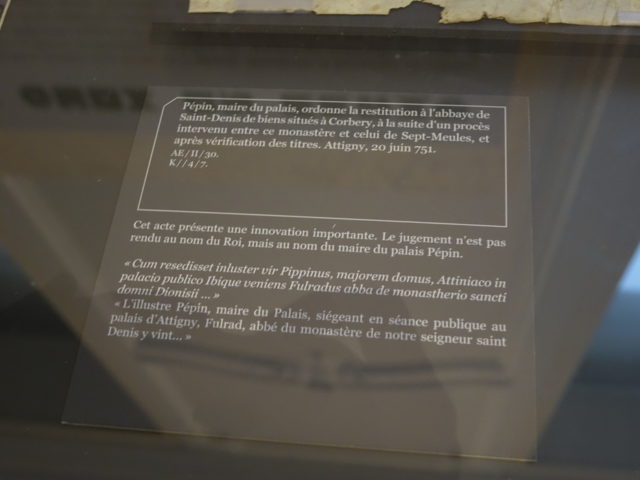 Pépin, maire du palais, ordonne la restitution à l'abbaye de
Saint-Denis de biens situés à Corbery, à la suite d'un procès
intervenu entre ce monastère et celui de Sept-Meules, et
après vérification des titres. Attigny, 20 juin 751.
AE/II/30.
K//4/7.
Cet acte présente une innovation importante. Le jugement n'est pas
rendu au nom du Roi, mais au nom du maire du palais Pépin.
« Cum resedisset inluster vir Pippinus, majorem domus, Attiniaco in
palacio publico Ibique veniens Fulradus abba de monastherio sancti
domni Dionisii ... »
« L'illustre Pépin, maire du Palais, siégeant en séance publique au
palais d'Attigny, Fulrad, abbé du monastère de notre seigneur saint
Denis y vint... »